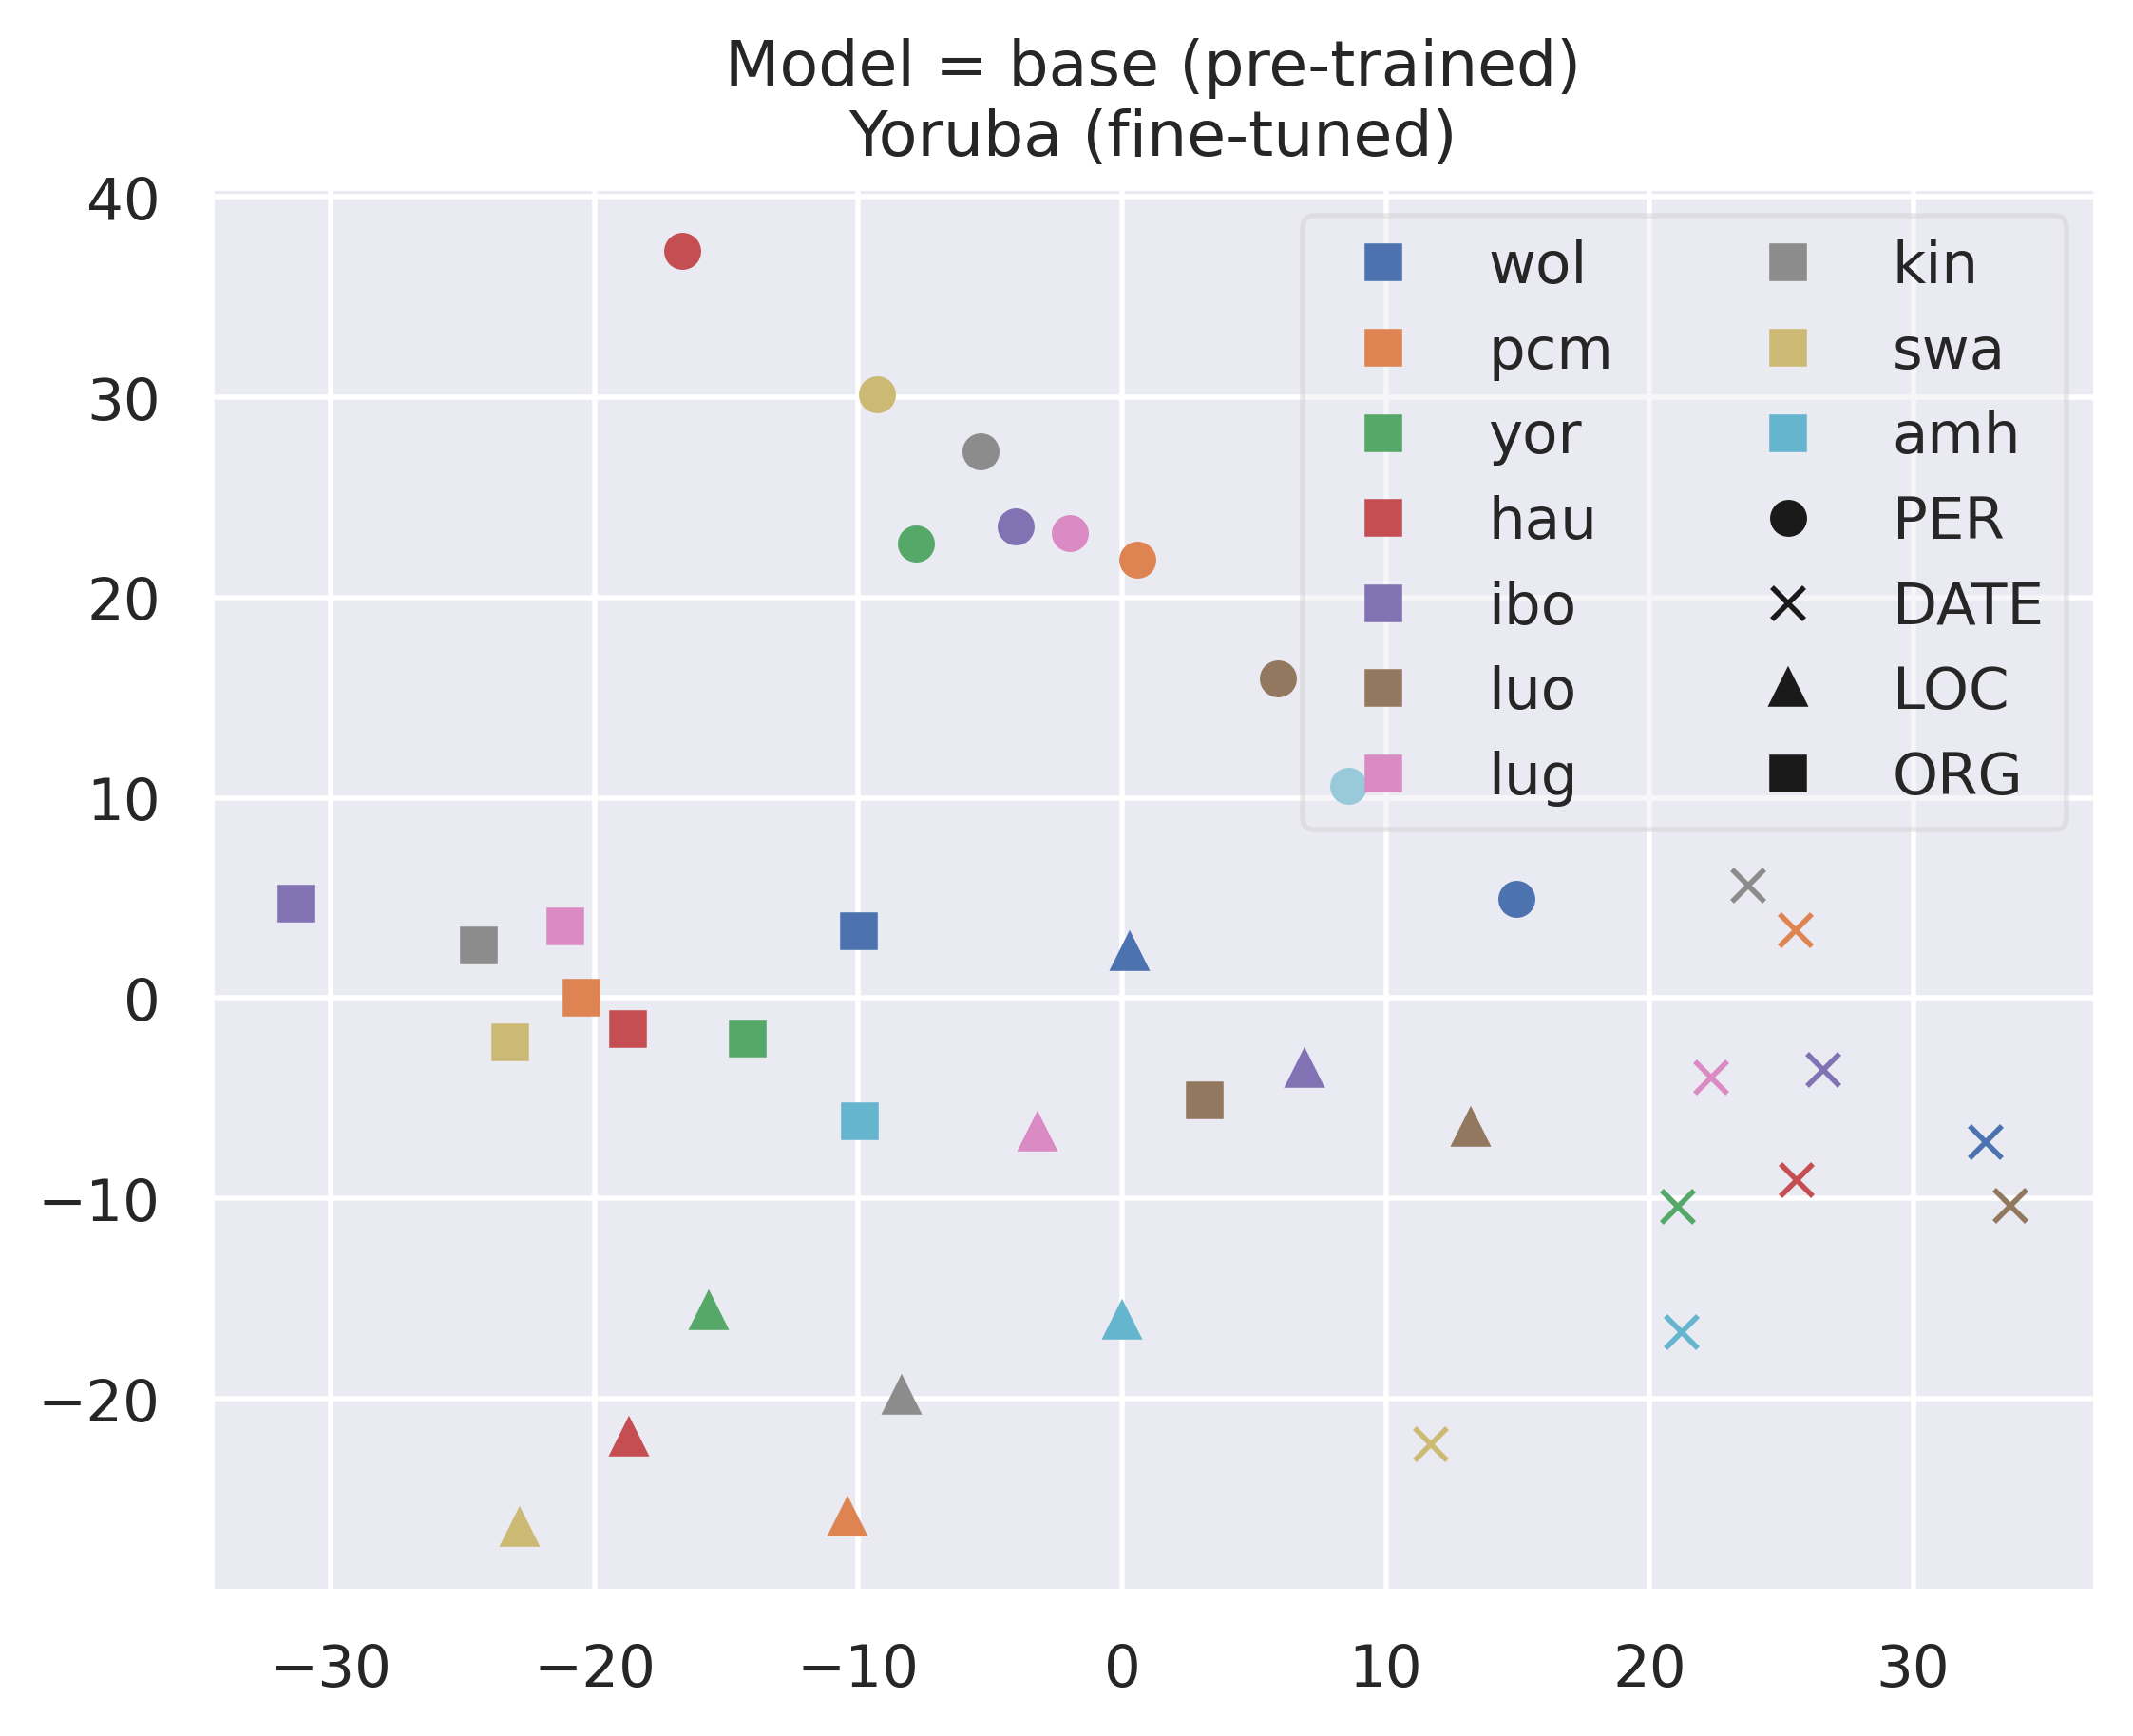 Model = base (pre-trained)
Yoruba (fine-tuned)
40
30
20
10
0
−10
−20
−30
−20
−10
0
10
20
30
wol
pcm
yor
hau
ibo
luo
lug
kin
swa
amh
PER
DATE
LOC
ORG